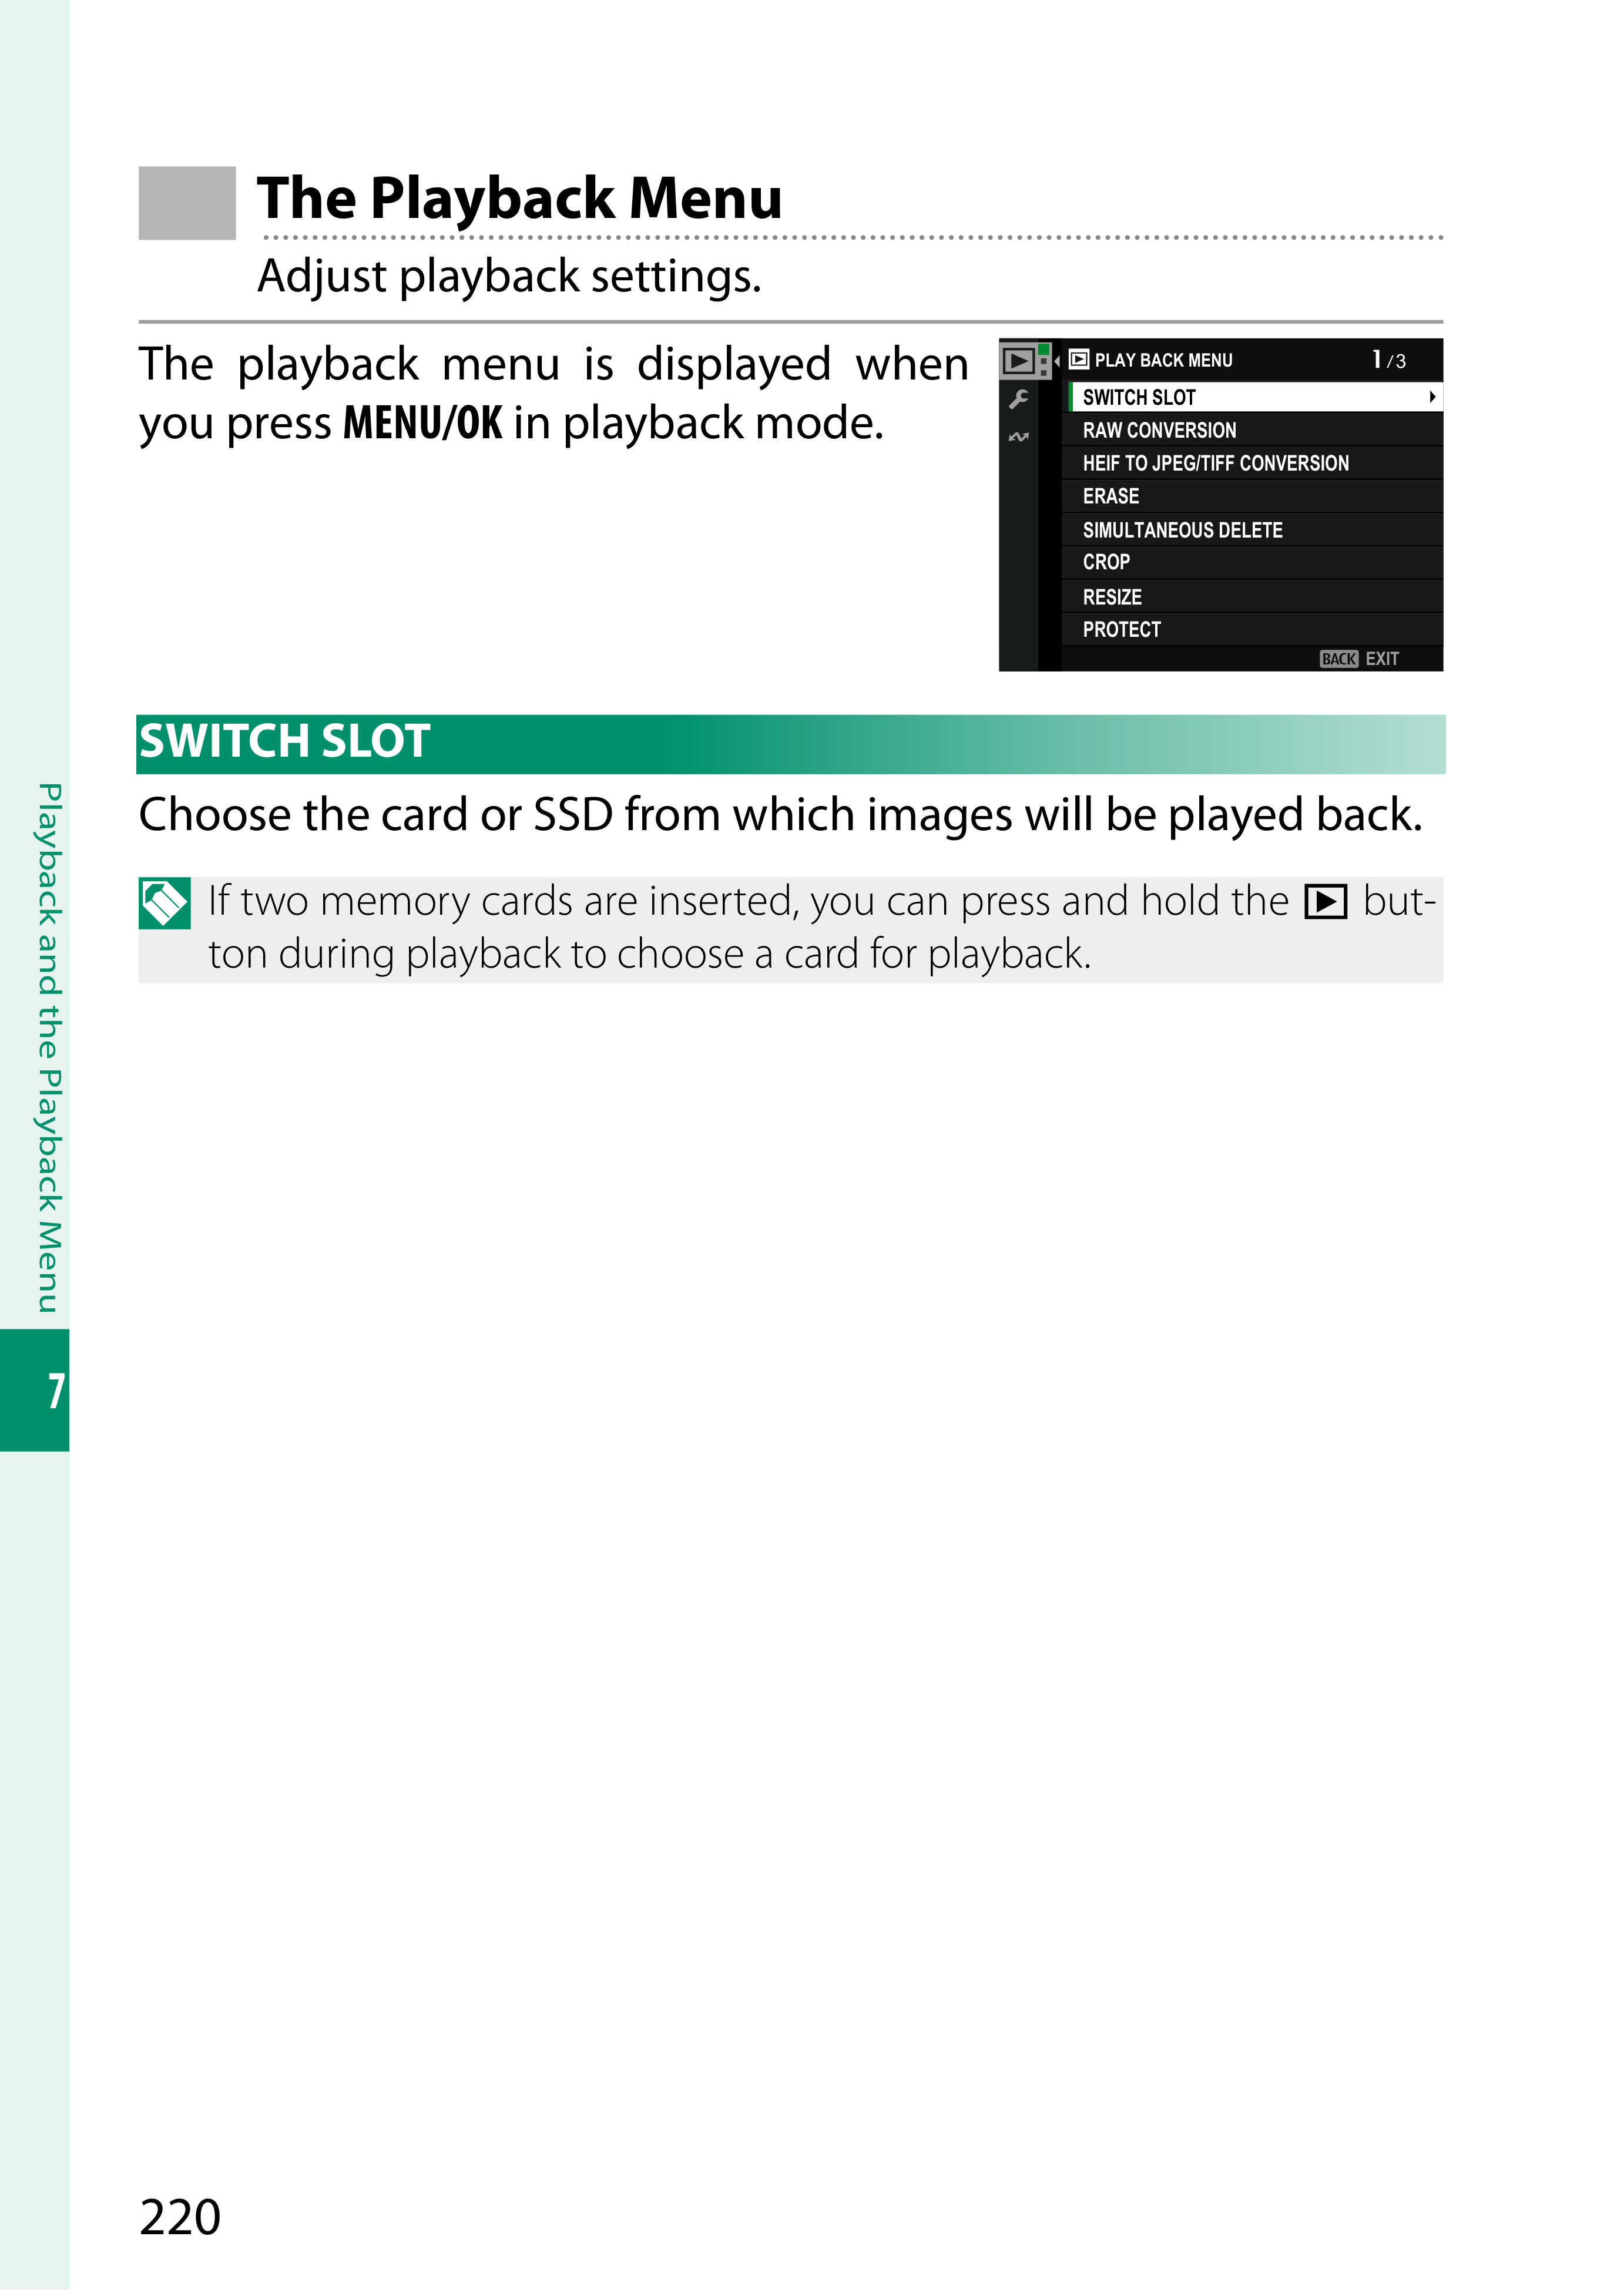 The Playback Menu
Adjust playback settings.
The playback menu is displayed when
you press MENU/OK in playback mode.
PLAY BACK MENU 1/3
SWITCH SLOT
RAW CONVERSION
HEIF TO JPEG/TIFF CONVERSION
ERASE
SIMULTANEOUS DELETE
CROP
RESIZE
PROTECT
BACK EXIT
SWITCH SLOT
Choose the card or SSD from which images will be played back.
If two memory cards are inserted, you can press and hold the but-
ton during playback to choose a card for playback.
Playback and the Playback Menu
7
220